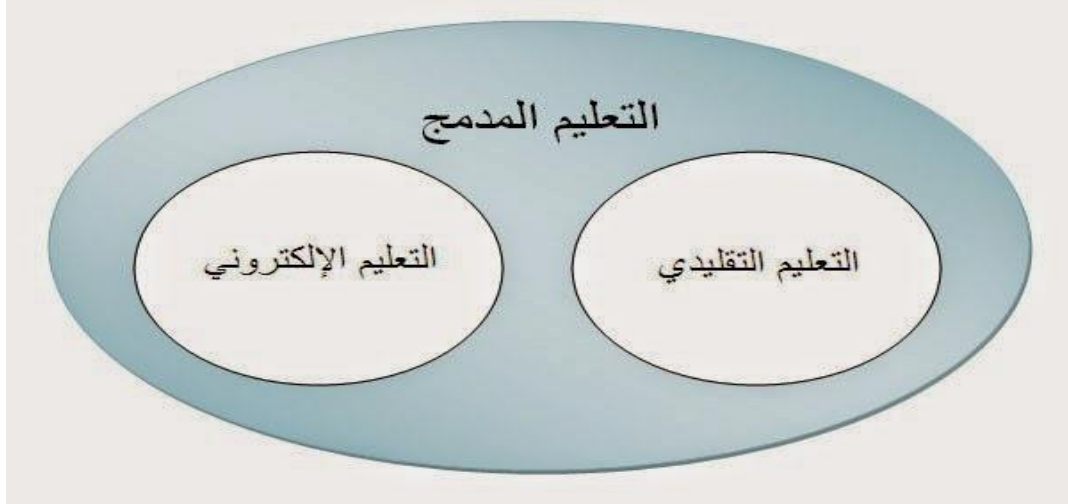 التعليم المدمج
التعليم التقليدي
التعليم الإلكتروني